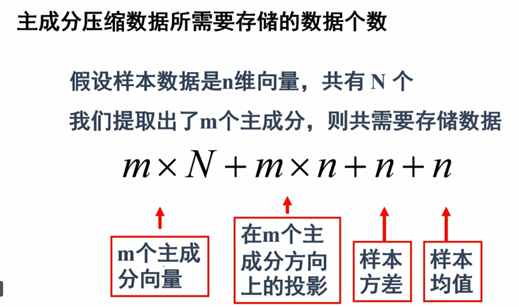 主成分压缩数据所需要存储的数据个数
假设样本数据是n维向量，共有 N 个
我们提取出了m个主成分，则共需要存储数据
m×N+m×n+n+n
m个主成
分向量
在m个主
成分方向
上的投影
样本
方差
样本
均值